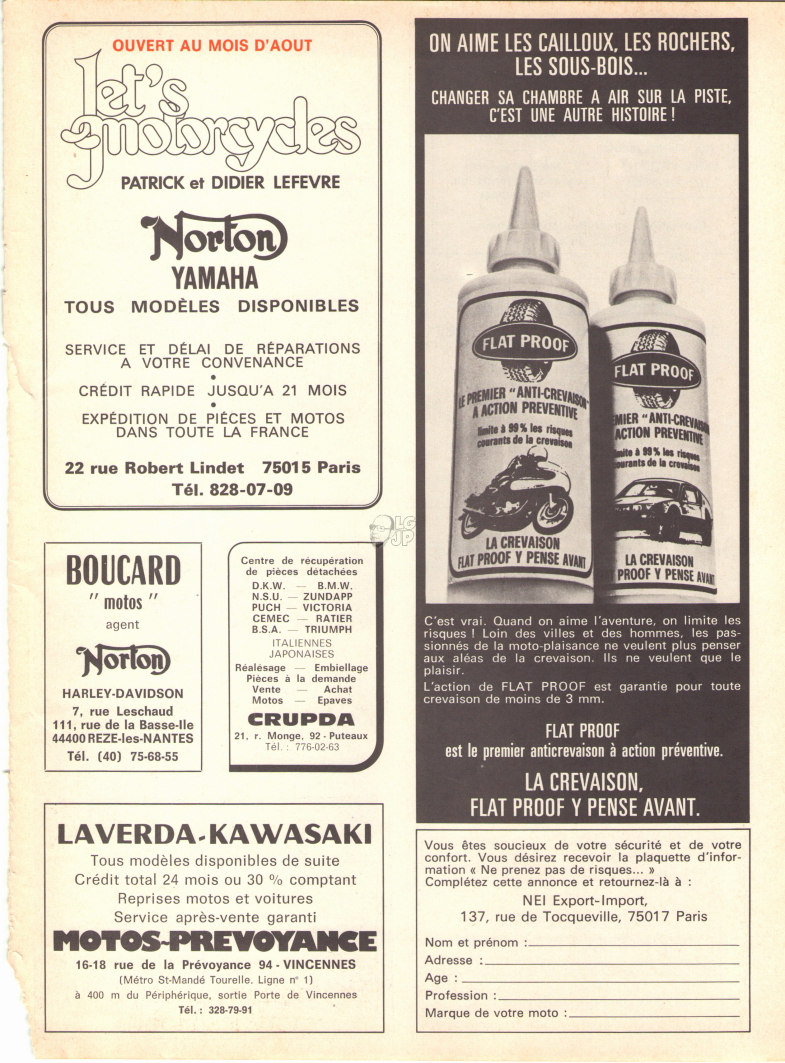 OUVERT AU MOIS D'AOUT
let's
motorcycles
PATRICK et DIDIER LEFEVRE
Norton
YAMAHA
TOUS MODÈLES DISPONIBLES
SERVICE ET DÉLAI DE RÉPARATIONS
A VOTRE CONVENANCE
•
CRÉDIT RAPIDE JUSQU'A 21 MOIS
•
EXPÉDITION DE PIÉCES ET MOTOS
DANS TOUTE LA FRANCE
22 rue Robert Lindet 75015 Paris
Tél. 828-07-09
BOUCARD
" motos "
agent
Norton
HARLEY-DAVIDSON
7, rue Leschaud
111, rue de la Basse-Ile
44400 REZE-les-NANTES
Tél. (40) 75-68-55
Centre de récupération
de pièces détachées
D.K.W. — B.M.W.
N.S.U. — ZUNDAPP
PUCH — VICTORIA
CEMEC — RATIER
B.S.A. — TRIUMPH
ITALIENNES
JAPONAISES
Réalésage — Embiellage
Pièces à la demande
Vente — Achat
Motos — Epaves
CRUPDA
21, r. Monge, 92 - Puteaux
Tél. : 776-02-63
LAVERDA-KAWASAKI
Tous modèles disponibles de suite
Crédit total 24 mois ou 30 % comptant
Reprises motos et voitures
Service après-vente garanti
MOTOS-PREVOYANCE
16-18 rue de la Prévoyance 94 - VINCENNES
(Métro St-Mandé Tourelle. Ligne n° 1)
à 400 m du Périphérique, sortie Porte de Vincennes
Tél. : 328-79-91
ON AIME LES CAILLOUX, LES ROCHERS,
LES SOUS-BOIS...
CHANGER SA CHAMBRE A AIR SUR LA PISTE,
C'EST UNE AUTRE HISTOIRE !
FLAT PROOF
LE PREMIER "ANTI-CREVAISON"
A ACTION PREVENTIVE
limite à 99% les risques
courants de la crevaison
LA CREVAISON
FLAT PROOF Y PENSE AVANT
FLAT PROOF
MIER "ANTI-CREVAISON
ACTION PREVENTIVE
limite à 99% les risques
courants de la crevaison
LA CREVAISON
PROOF Y PENSE AVANT
C'est vrai. Quand on aime l'aventure, on limite les
risques ! Loin des villes et des hommes, les pas-
sionnés de la moto-plaisance ne veulent plus penser
aux aléas de la crevaison. Ils ne veulent que le
plaisir.
L'action de FLAT PROOF est garantie pour toute
crevaison de moins de 3 mm.
FLAT PROOF
est le premier anticrevaison à action préventive.
LA CREVAISON,
FLAT PROOF Y PENSE AVANT.
Vous êtes soucieux de votre sécurité et de votre
confort. Vous désirez recevoir la plaquette d'infor-
mation « Ne prenez pas de risques... »
Complétez cette annonce et retournez-là à :
NEI Export-Import,
137, rue de Tocqueville, 75017 Paris
Nom et prénom :
Adresse :
Age :
Profession :
Marque de votre moto :
LG
JP